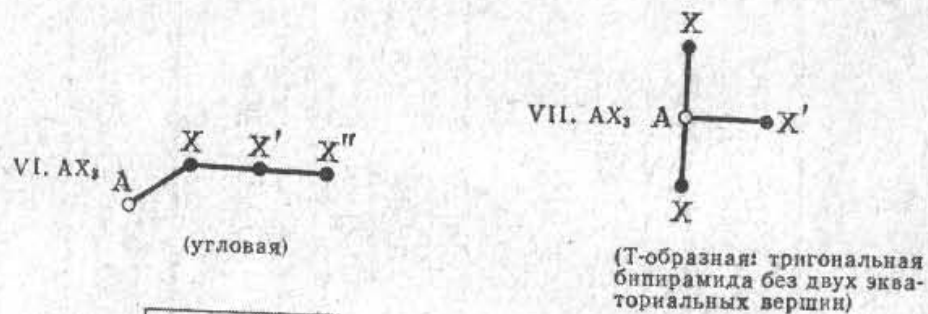 VI. AX₃ A X X′ X″
(угловая)
VII. AX₃ A X X′ X
(Т-образная: тригональная
бипирамида без двух эква-
ториальных вершин)